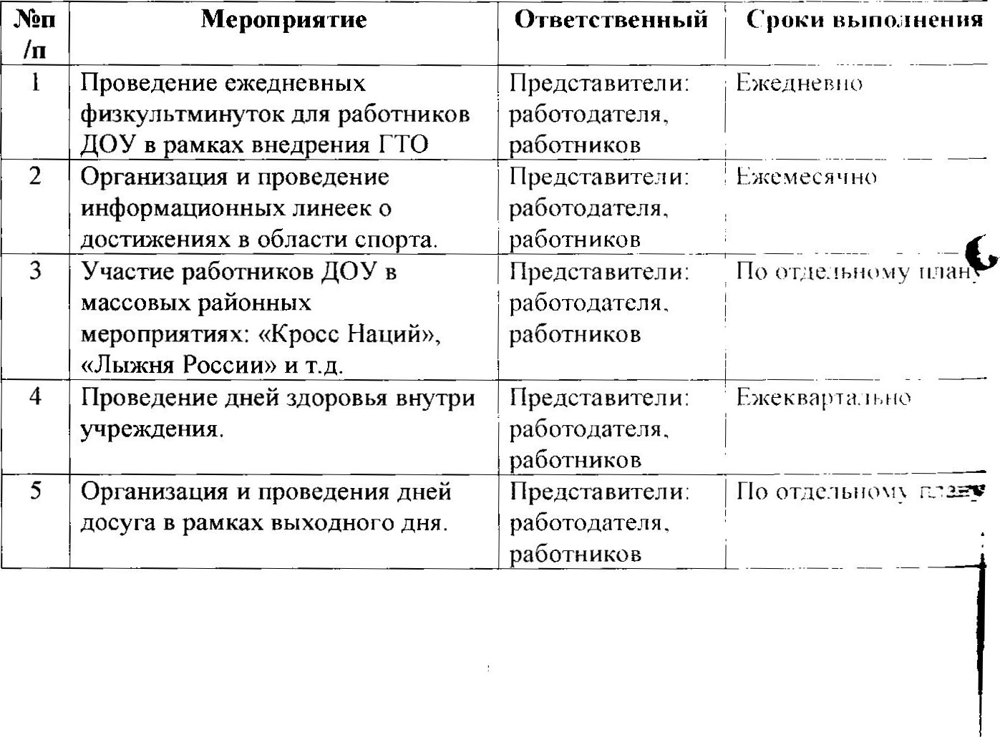 №п Мероприятие Ответственный Сроки выполнения
/п
1 Проведение ежедневных Представители: Ежедневно
физкультминуток для работников работодателя,
ДОУ в рамках внедрения ГТО работников
2 Организация и проведение Представители: Ежемесячно
информационных линеек о работодателя,
достижениях в области спорта. работников
3 Участие работников ДОУ в Представители: По отдельному плану
массовых районных работодателя,
мероприятиях: «Кросс Наций», работников
«Лыжня России» и т.д.
4 Проведение дней здоровья внутри Представители: Ежеквартально
учреждения. работодателя,
работников
5 Организация и проведения дней Представители: По отдельному плану
досуга в рамках выходного дня. работодателя,
работников